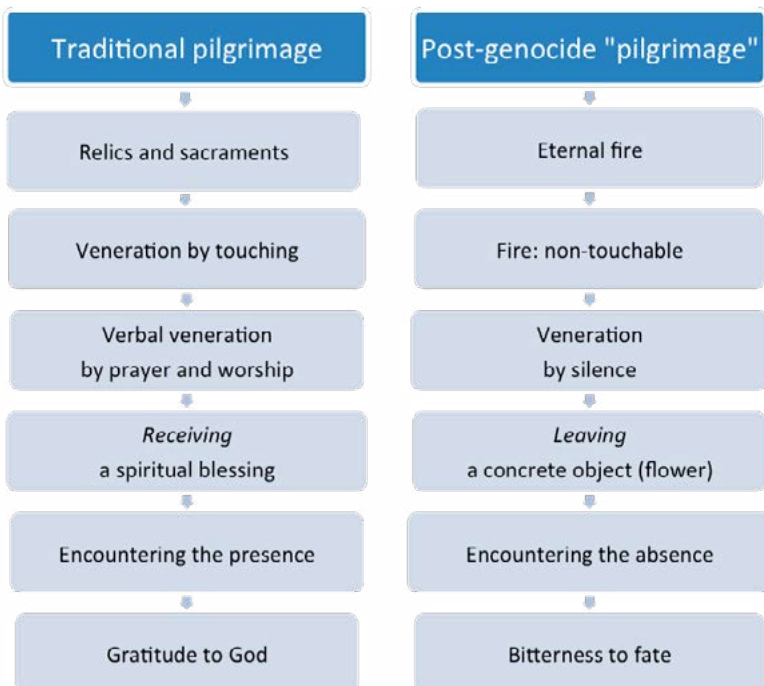 Traditional pilgrimage
Relics and sacraments
Veneration by touching
Verbal veneration
by prayer and worship
Receiving
a spiritual blessing
Encountering the presence
Gratitude to God
Post-genocide "pilgrimage"
Eternal fire
Fire: non-touchable
Veneration
by silence
Leaving
a concrete object (flower)
Encountering the absence
Bitterness to fate